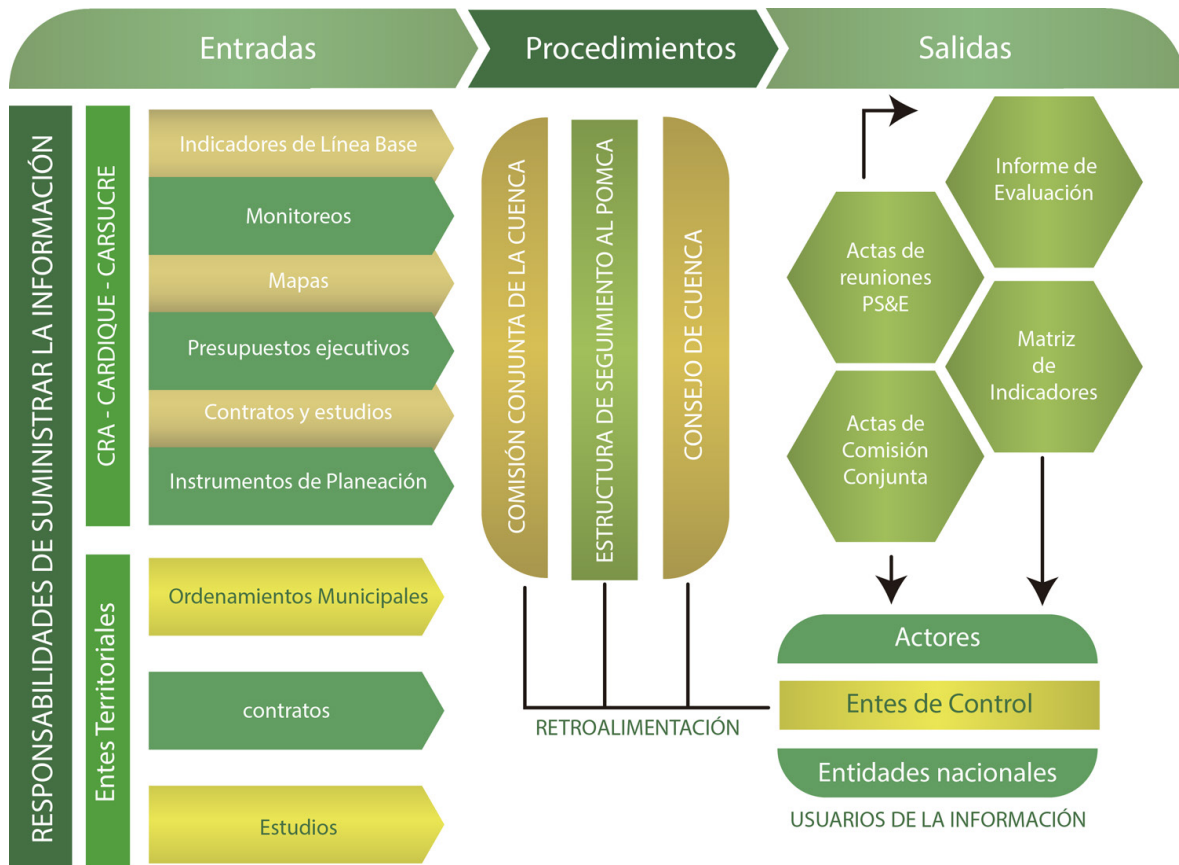 Entradas
Procedimientos
Salidas
RESPONSABILIDADES DE SUMINISTRAR LA INFORMACIÓN
CRA - CARDIQUE - CARSUCRE
Indicadores de Línea Base
Monitoreos
Mapas
Presupuestos ejecutivos
Contratos y estudios
Instrumentos de Planeación
Entes Territoriales
Ordenamientos Municipales
contratos
Estudios
COMISIÓN CONJUNTA DE LA CUENCA
ESTRUCTURA DE SEGUIMIENTO AL POMCA
CONSEJO DE CUENCA
RETROALIMENTACIÓN
Informe de
Evaluación
Actas de
reuniones
PS&E
Matriz
de
Indicadores
Actas de
Comisión
Conjunta
Actores
Entes de Control
Entidades nacionales
USUARIOS DE LA INFORMACIÓN